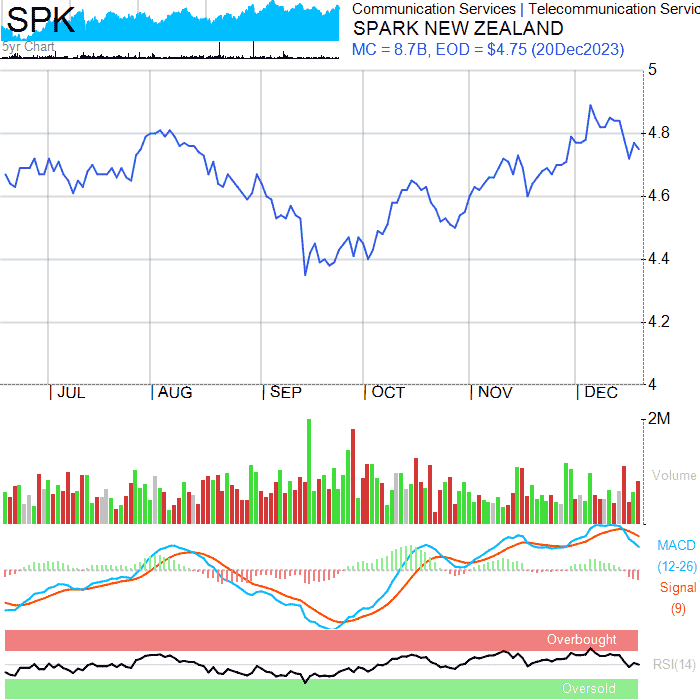 SPK
5yr Chart
Communication Services | Telecommunication Servic
SPARK NEW ZEALAND
MC = 8.7B, EOD = $4.75 (20Dec2023)
5
4.8
4.6
4.4
4.2
4
JUL
AUG
SEP
OCT
NOV
DEC
2M
Volume
MACD
(12-26)
Signal
(9)
Overbought
RSI(14)
Oversold